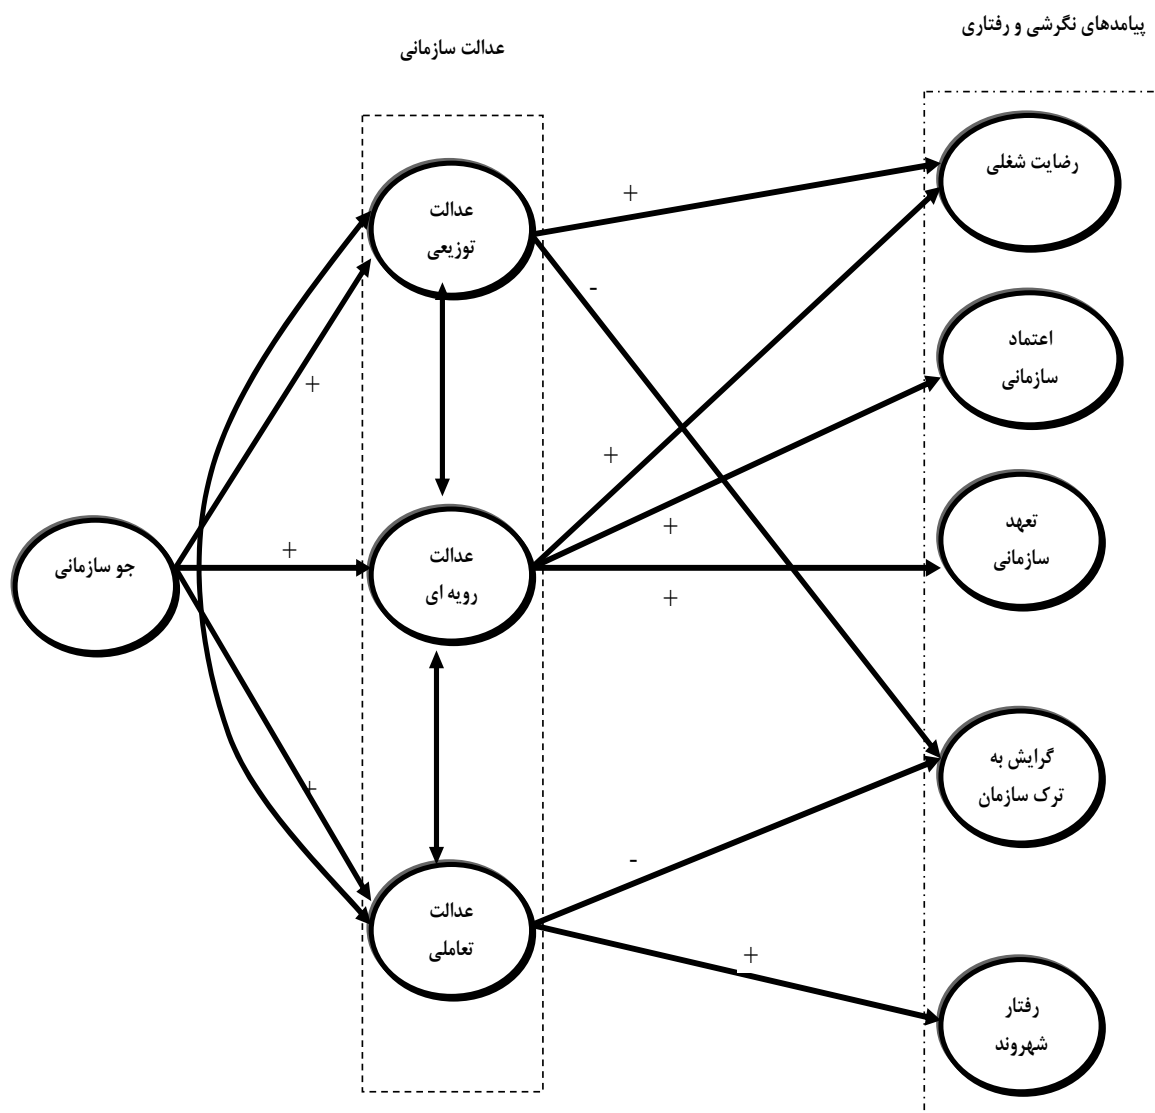 پیامدهای نگرشی و رفتاری
عدالت سازمانی
رضایت شغلی
عدالت
توزیعی
+
-
اعتماد
سازمانی
+
+
تعهد
سازمانی
+
+
عدالت
رویه ای
جو سازمانی
+
گرایش به
ترک سازمان
+
-
عدالت
تعاملی
+
رفتار
شهروند